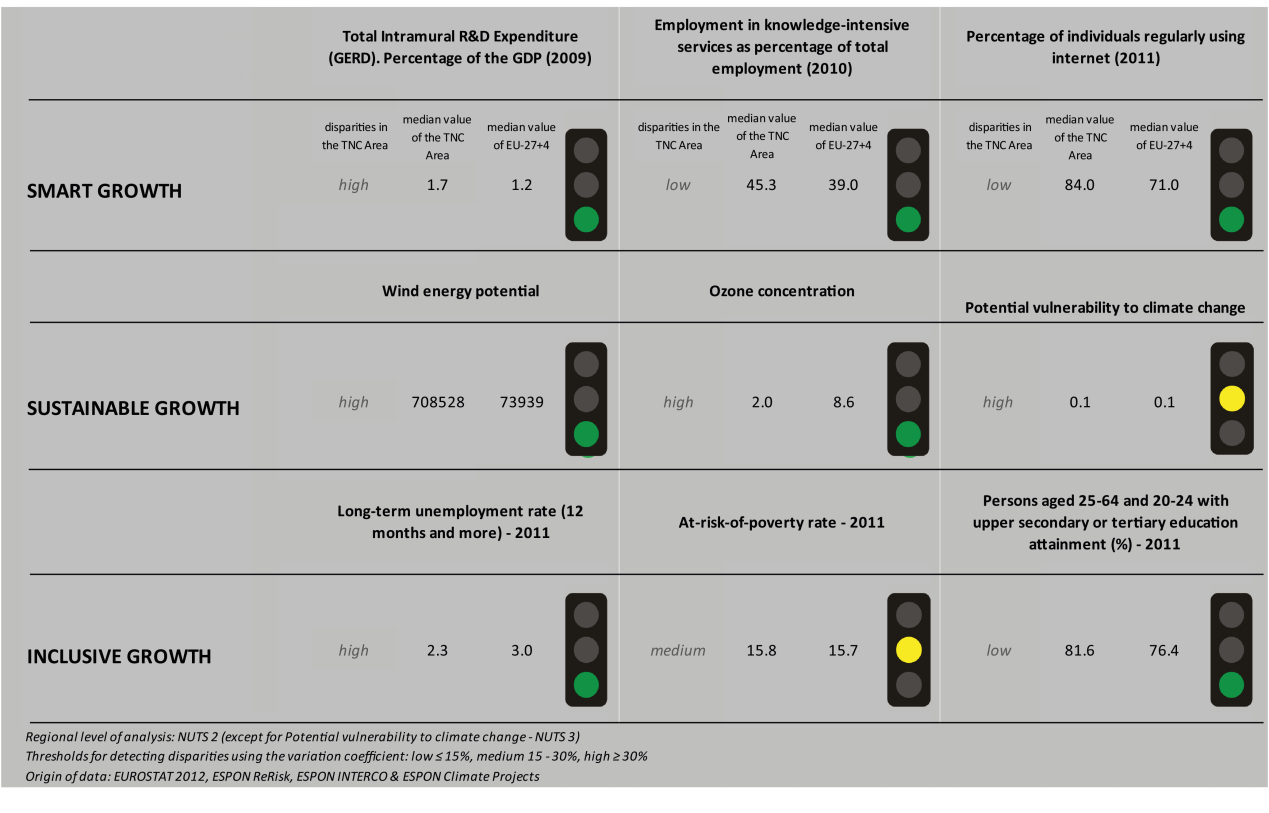 Total Intramural R&D Expenditure
(GERD). Percentage of the GDP (2009)
Employment in knowledge-intensive
services as percentage of total
employment (2010)
Percentage of individuals regularly using
internet (2011)
SMART GROWTH
disparities in
the TNC Area
high
median value
of the TNC
Area
1.7
median value
of EU-27+4
1.2
disparities in the
TNC Area
low
median value
of the TNC
Area
45.3
median value
of EU-27+4
39.0
disparities in
the TNC Area
low
median value
of the TNC
Area
84.0
median value
of EU-27+4
71.0
Wind energy potential
Ozone concentration
Potential vulnerability to climate change
SUSTAINABLE GROWTH
high
708528
73939
high
2.0
8.6
high
0.1
0.1
Long-term unemployment rate (12
months and more) - 2011
At-risk-of-poverty rate - 2011
Persons aged 25-64 and 20-24 with
upper secondary or tertiary education
attainment (%) - 2011
INCLUSIVE GROWTH
high
2.3
3.0
medium
15.8
15.7
low
81.6
76.4
Regional level of analysis: NUTS 2 (except for Potential vulnerability to climate change - NUTS 3)
Thresholds for detecting disparities using the variation coefficient: low ≤ 15%, medium 15 - 30%, high ≥ 30%
Origin of data: EUROSTAT 2012, ESPON ReRisk, ESPON INTERCO & ESPON Climate Projects